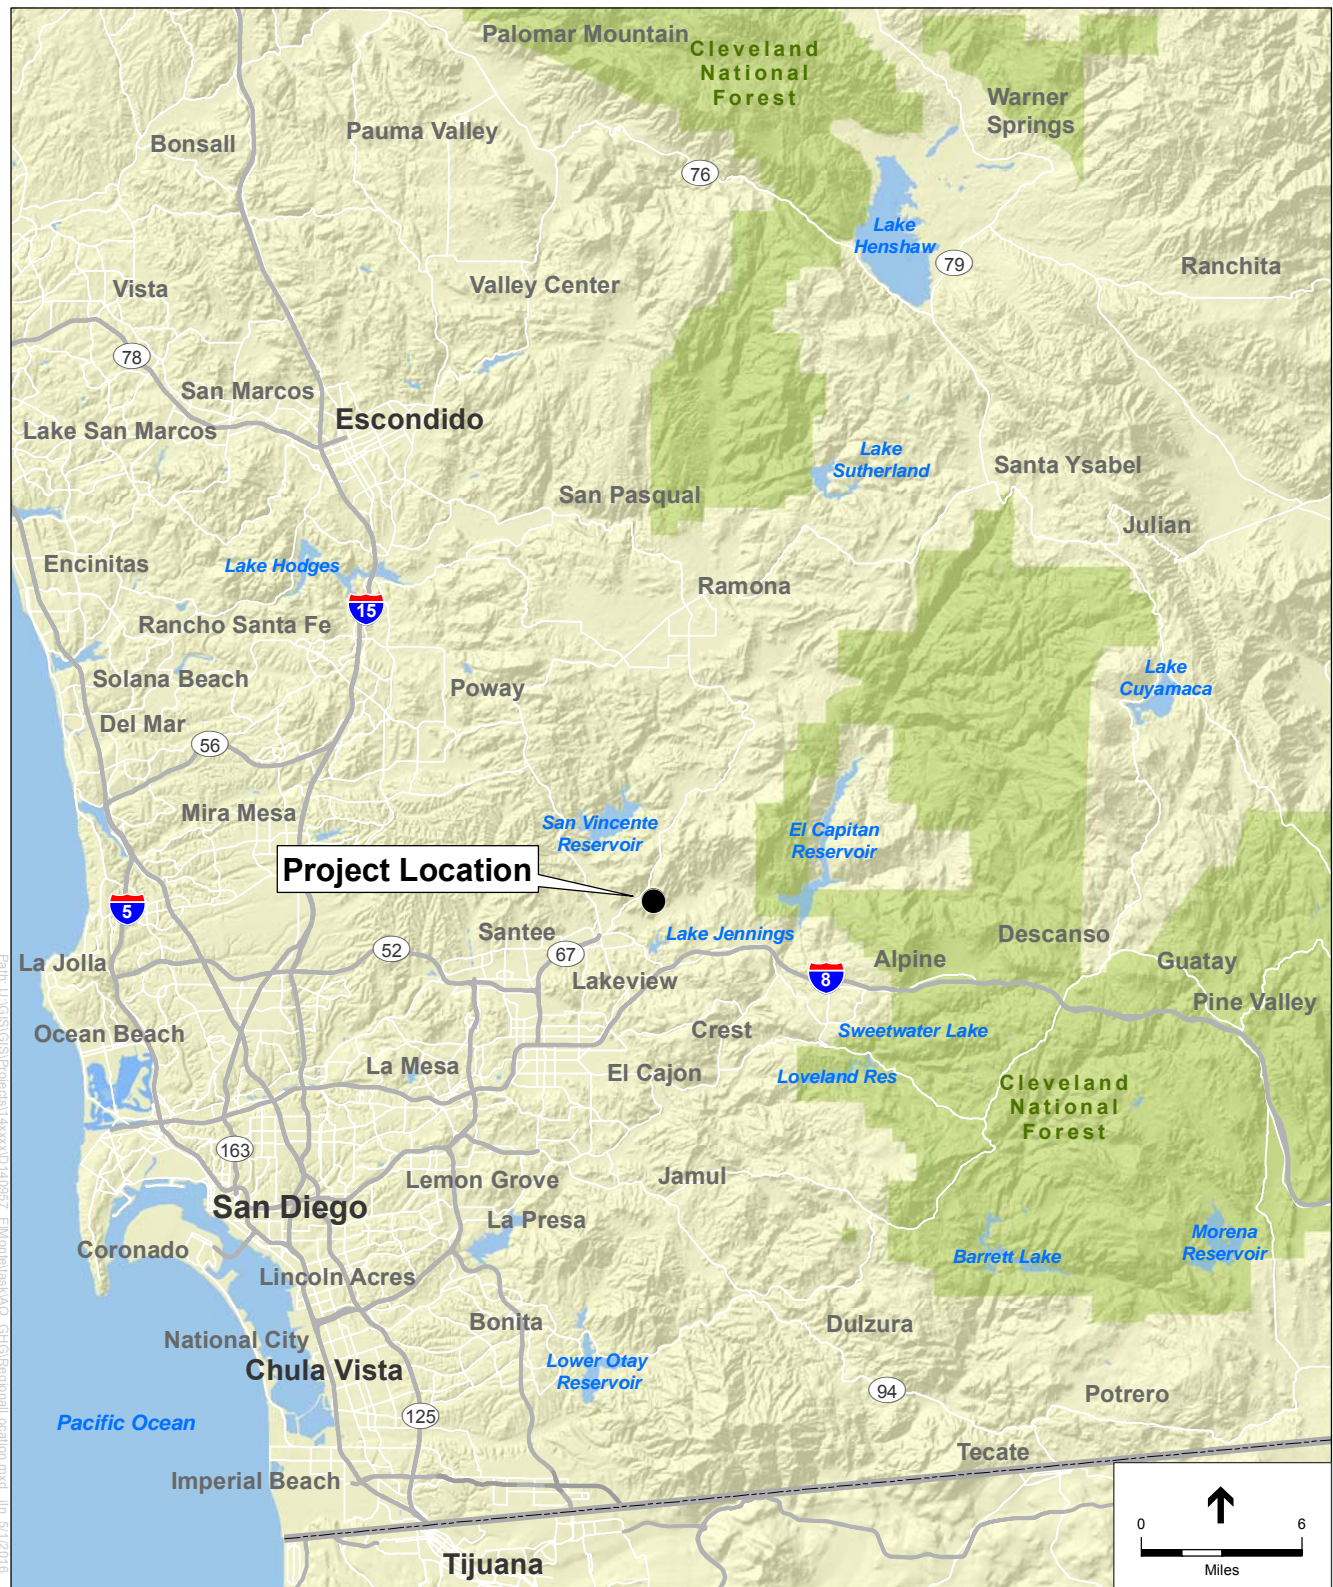 Palomar Mountain
Cleveland
National
Forest
Warner
Springs
Bonsall
Pauma Valley
76
Lake
Henshaw
79
Ranchita
Vista
Valley Center
78
San Marcos
Escondido
Lake San Marcos
Lake
Sutherland
Santa Ysabel
San Pasqual
Julian
Encinitas
Lake Hodges
Ramona
15
Rancho Santa Fe
Solana Beach
Poway
Lake
Cuyamaca
Del Mar
56
Mira Mesa
San Vincente
Reservoir
El Capitan
Reservoir
Project Location
5
Santee
Lake Jennings
Descanso
52
67
La Jolla
Alpine
Guatay
8
Lakeview
Pine Valley
Ocean Beach
Crest
Sweetwater Lake
La Mesa
El Cajon
Loveland Res
Cleveland
National
Forest
163
Lemon Grove
Jamul
San Diego
La Presa
Coronado
Morena
Reservoir
Barrett Lake
Lincoln Acres
Bonita
Dulzura
National City
Chula Vista
Lower Otay
Reservoir
94
Potrero
125
Pacific Ocean
Tecate
Imperial Beach
Tijuana
0 6
Miles